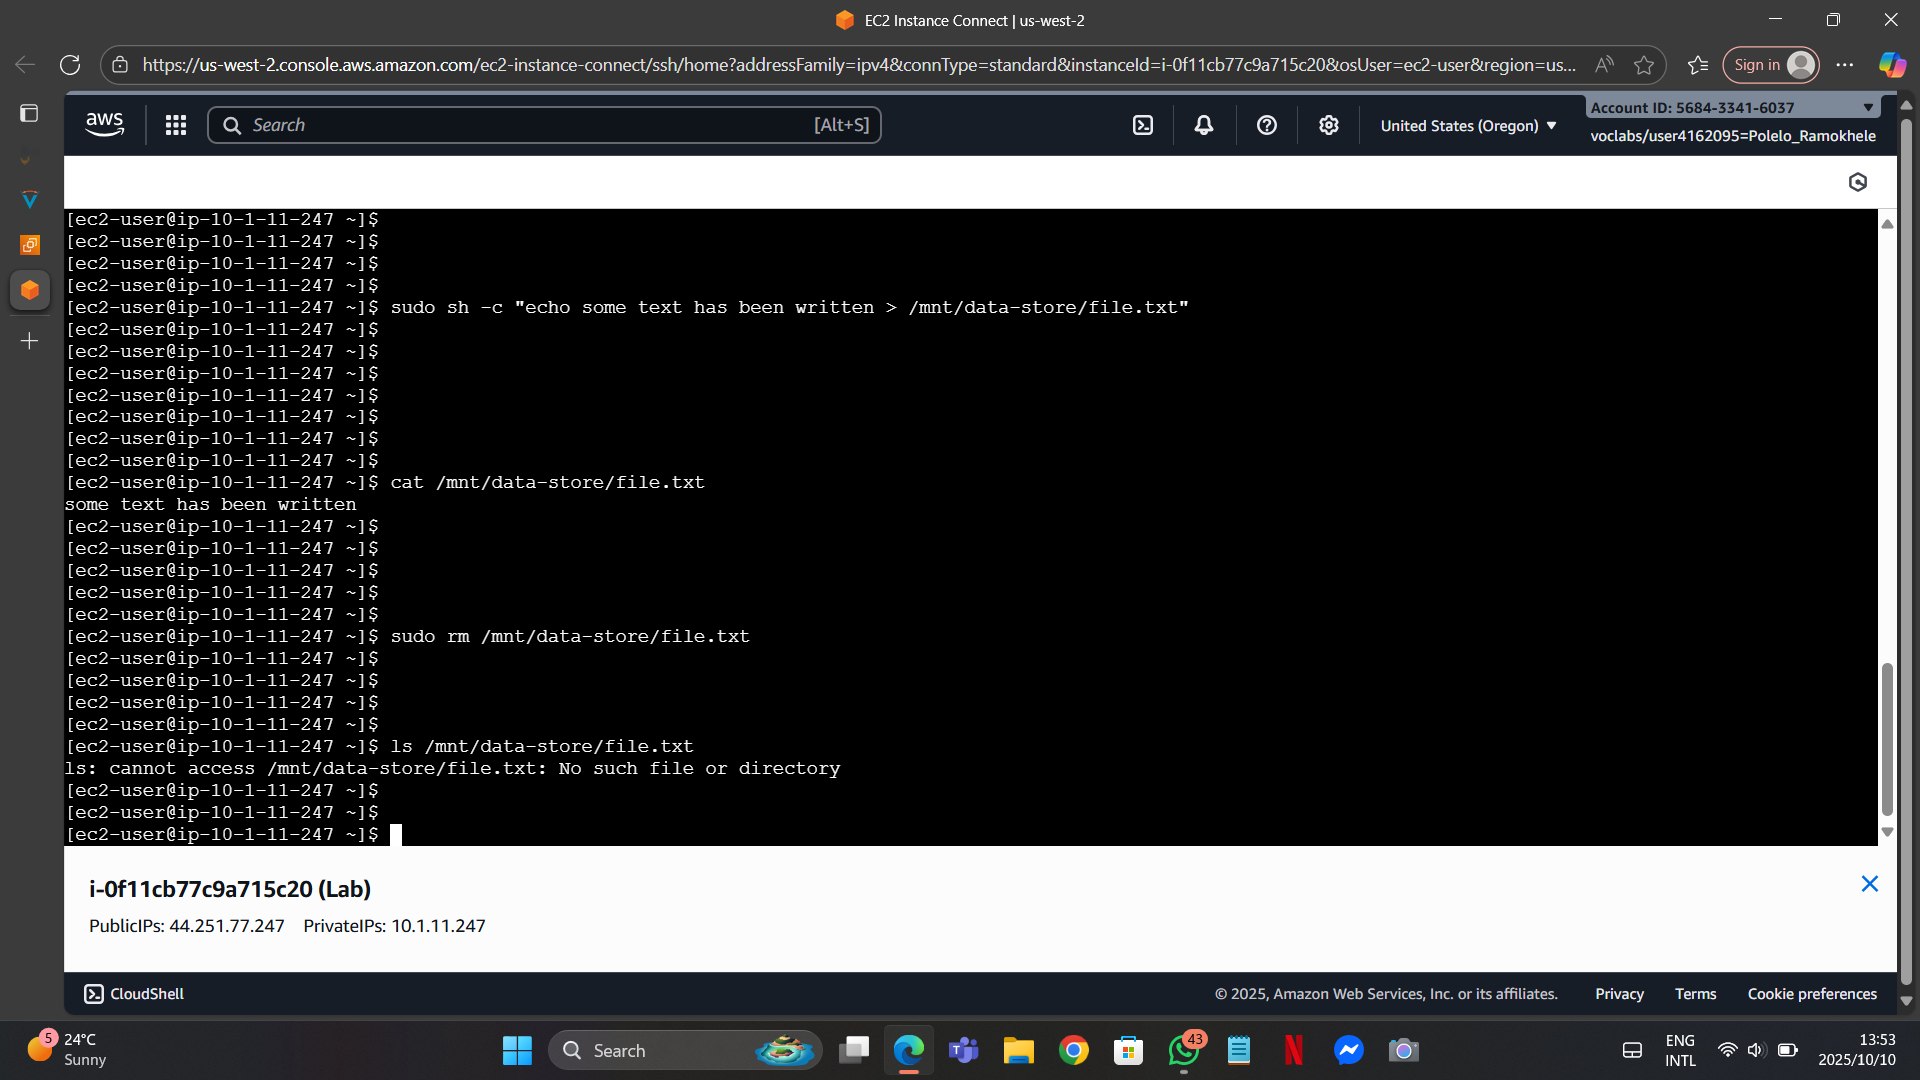 EC2 Instance Connect | us-west-2
https://us-west-2.console.aws.amazon.com/ec2-instance-connect/ssh/home?addressFamily=ipv4&connType=standard&instanceId=i-0f11cb77c9a715c20&osUser=ec2-user&region=us...
Sign in
aws
Search
[Alt+S]
United States (Oregon)
Account ID: 5684-3341-6037
voclabs/user4162095=Polelo_Ramokhele
[ec2-user@ip-10-1-11-247 ~]$
[ec2-user@ip-10-1-11-247 ~]$
[ec2-user@ip-10-1-11-247 ~]$
[ec2-user@ip-10-1-11-247 ~]$
[ec2-user@ip-10-1-11-247 ~]$ sudo sh -c "echo some text has been written > /mnt/data-store/file.txt"
[ec2-user@ip-10-1-11-247 ~]$
[ec2-user@ip-10-1-11-247 ~]$
[ec2-user@ip-10-1-11-247 ~]$
[ec2-user@ip-10-1-11-247 ~]$
[ec2-user@ip-10-1-11-247 ~]$
[ec2-user@ip-10-1-11-247 ~]$
[ec2-user@ip-10-1-11-247 ~]$
[ec2-user@ip-10-1-11-247 ~]$ cat /mnt/data-store/file.txt
some text has been written
[ec2-user@ip-10-1-11-247 ~]$
[ec2-user@ip-10-1-11-247 ~]$
[ec2-user@ip-10-1-11-247 ~]$
[ec2-user@ip-10-1-11-247 ~]$
[ec2-user@ip-10-1-11-247 ~]$
[ec2-user@ip-10-1-11-247 ~]$ sudo rm /mnt/data-store/file.txt
[ec2-user@ip-10-1-11-247 ~]$
[ec2-user@ip-10-1-11-247 ~]$
[ec2-user@ip-10-1-11-247 ~]$
[ec2-user@ip-10-1-11-247 ~]$
[ec2-user@ip-10-1-11-247 ~]$ ls /mnt/data-store/file.txt
ls: cannot access /mnt/data-store/file.txt: No such file or directory
[ec2-user@ip-10-1-11-247 ~]$
[ec2-user@ip-10-1-11-247 ~]$
[ec2-user@ip-10-1-11-247 ~]$
i-0f11cb77c9a715c20 (Lab)
PublicIPs: 44.251.77.247 PrivateIPs: 10.1.11.247
CloudShell
© 2025, Amazon Web Services, Inc. or its affiliates.
Privacy
Terms
Cookie preferences
5
24°C
Sunny
Search
43
ENG
INTL
13:53
2025/10/10